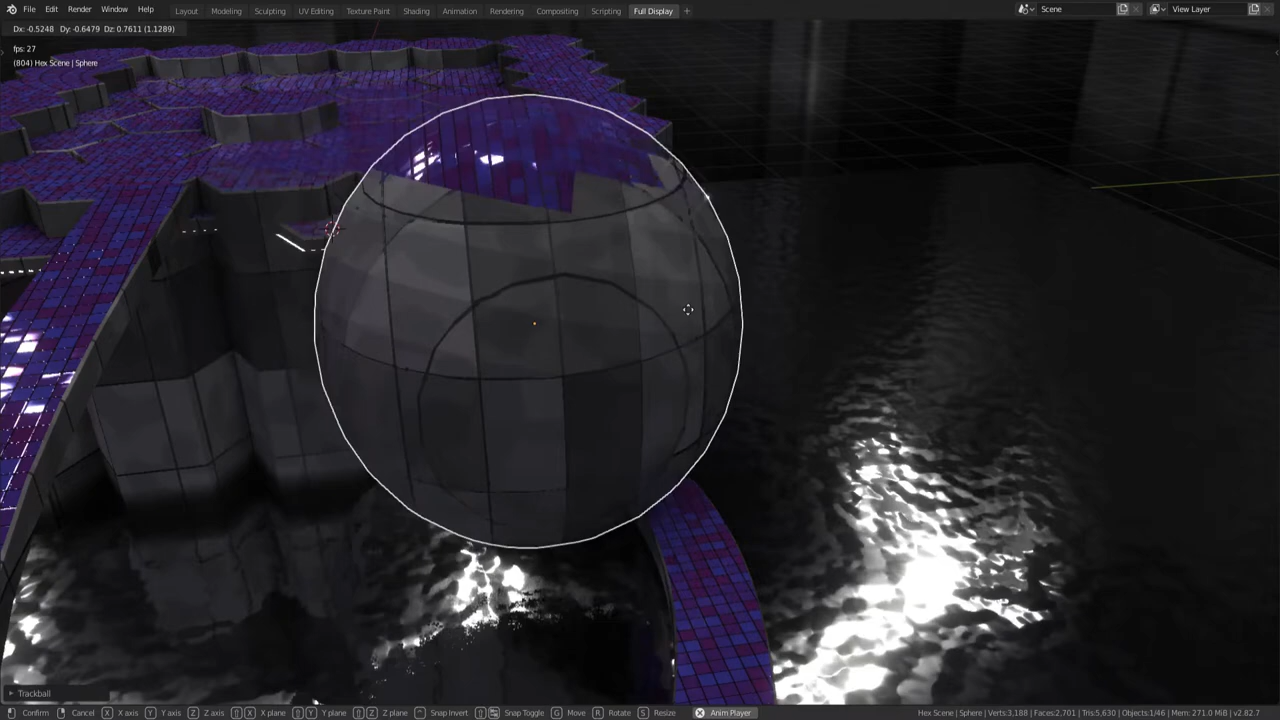 File Edit Render Window Help Layout Modeling Sculpting UV Editing Texture Paint Shading Animation Rendering Compositing Scripting Full Display + Scene View Layer
Dx: -0.5248 Dy: -0.6479 Dz: 0.7611 (1.1289)
fps: 27
(804) Hex Scene | Sphere
Trackball
Confirm Cancel X X axis Y Y axis Z Z axis X X plane Y Y plane Z Z plane Snap Invert Snap Toggle G Move R Rotate S Resize Anim Player Hex Scene | Sphere | Verts:3,188 | Faces:2,701 | Tris:5,630 | Objects:1/46 | Mem: 271.0 MiB | v2.82.7